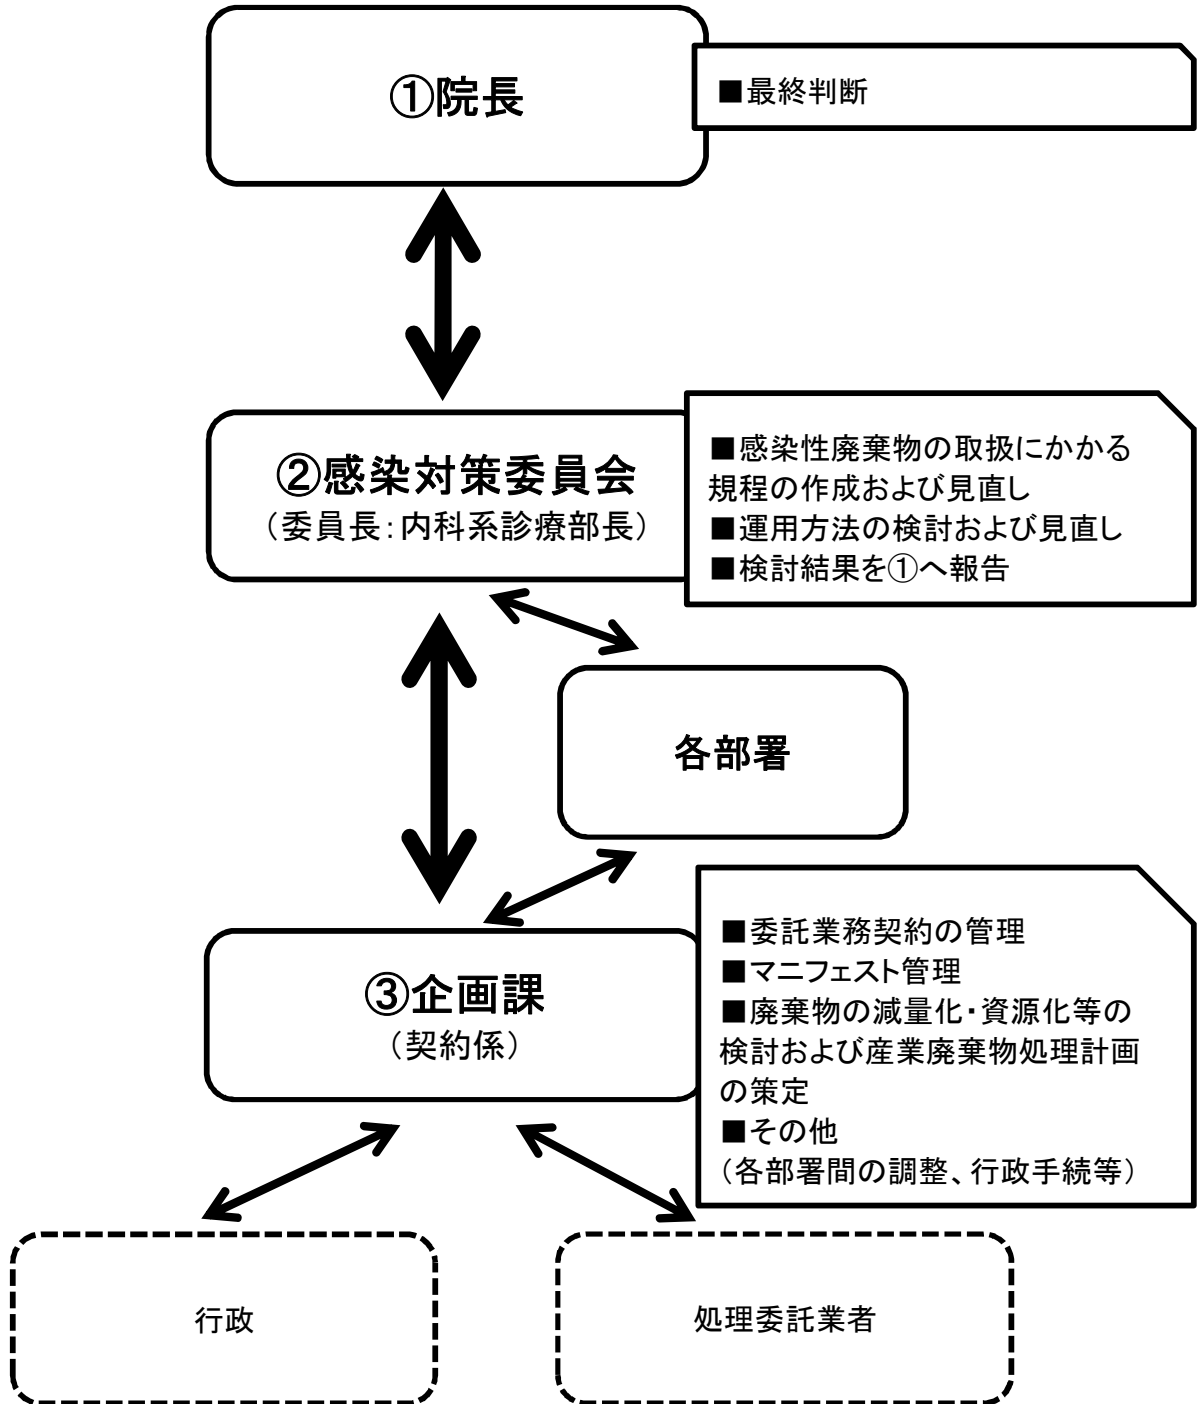 ①院長
■最終判断
②感染対策委員会
（委員長：内科系診療部長）
■感染性廃棄物の取扱にかかる
規程の作成および見直し
■運用方法の検討および見直し
■検討結果を①へ報告
各部署
③企画課
（契約係）
■委託業務契約の管理
■マニフェスト管理
■廃棄物の減量化・資源化等の
検討および産業廃棄物処理計画
の策定
■その他
（各部署間の調整、行政手続等）
行政
処理委託業者